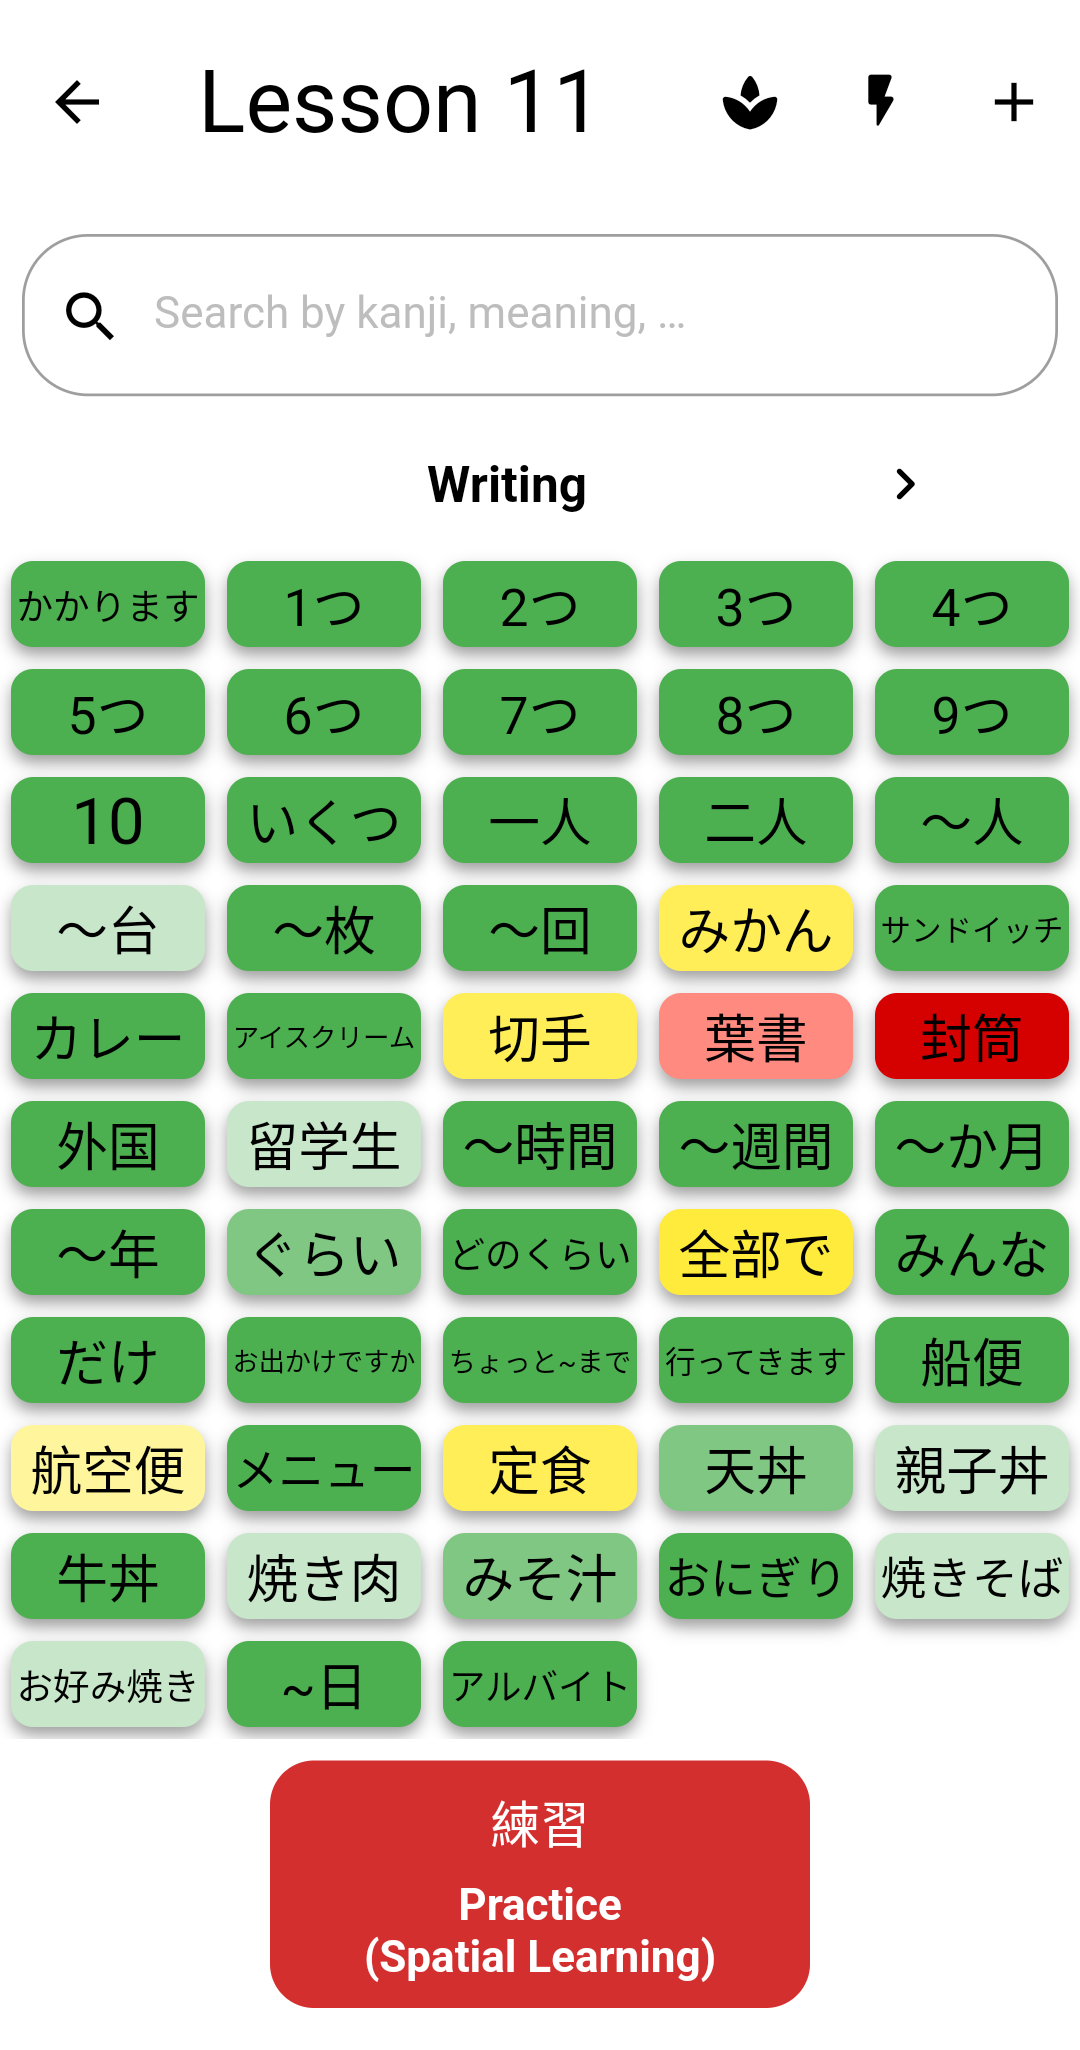 Lesson 11
Search by kanji, meaning, ...
Writing
かかります 1つ 2つ 3つ 4つ
5つ 6つ 7つ 8つ 9つ
10 いくつ 一人 二人 ～人
～台 ～枚 ～回 みかん サンドイッチ
カレー アイスクリーム 切手 葉書 封筒
外国 留学生 ～時間 ～週間 ～か月
～年 ぐらい どのくらい 全部で みんな
だけ お出かけですか ちょっと~まで 行ってきます 船便
航空便 メニュー 定食 天丼 親子丼
牛丼 焼き肉 みそ汁 おにぎり 焼きそば
お好み焼き ~日 アルバイト
練習
Practice
(Spatial Learning)